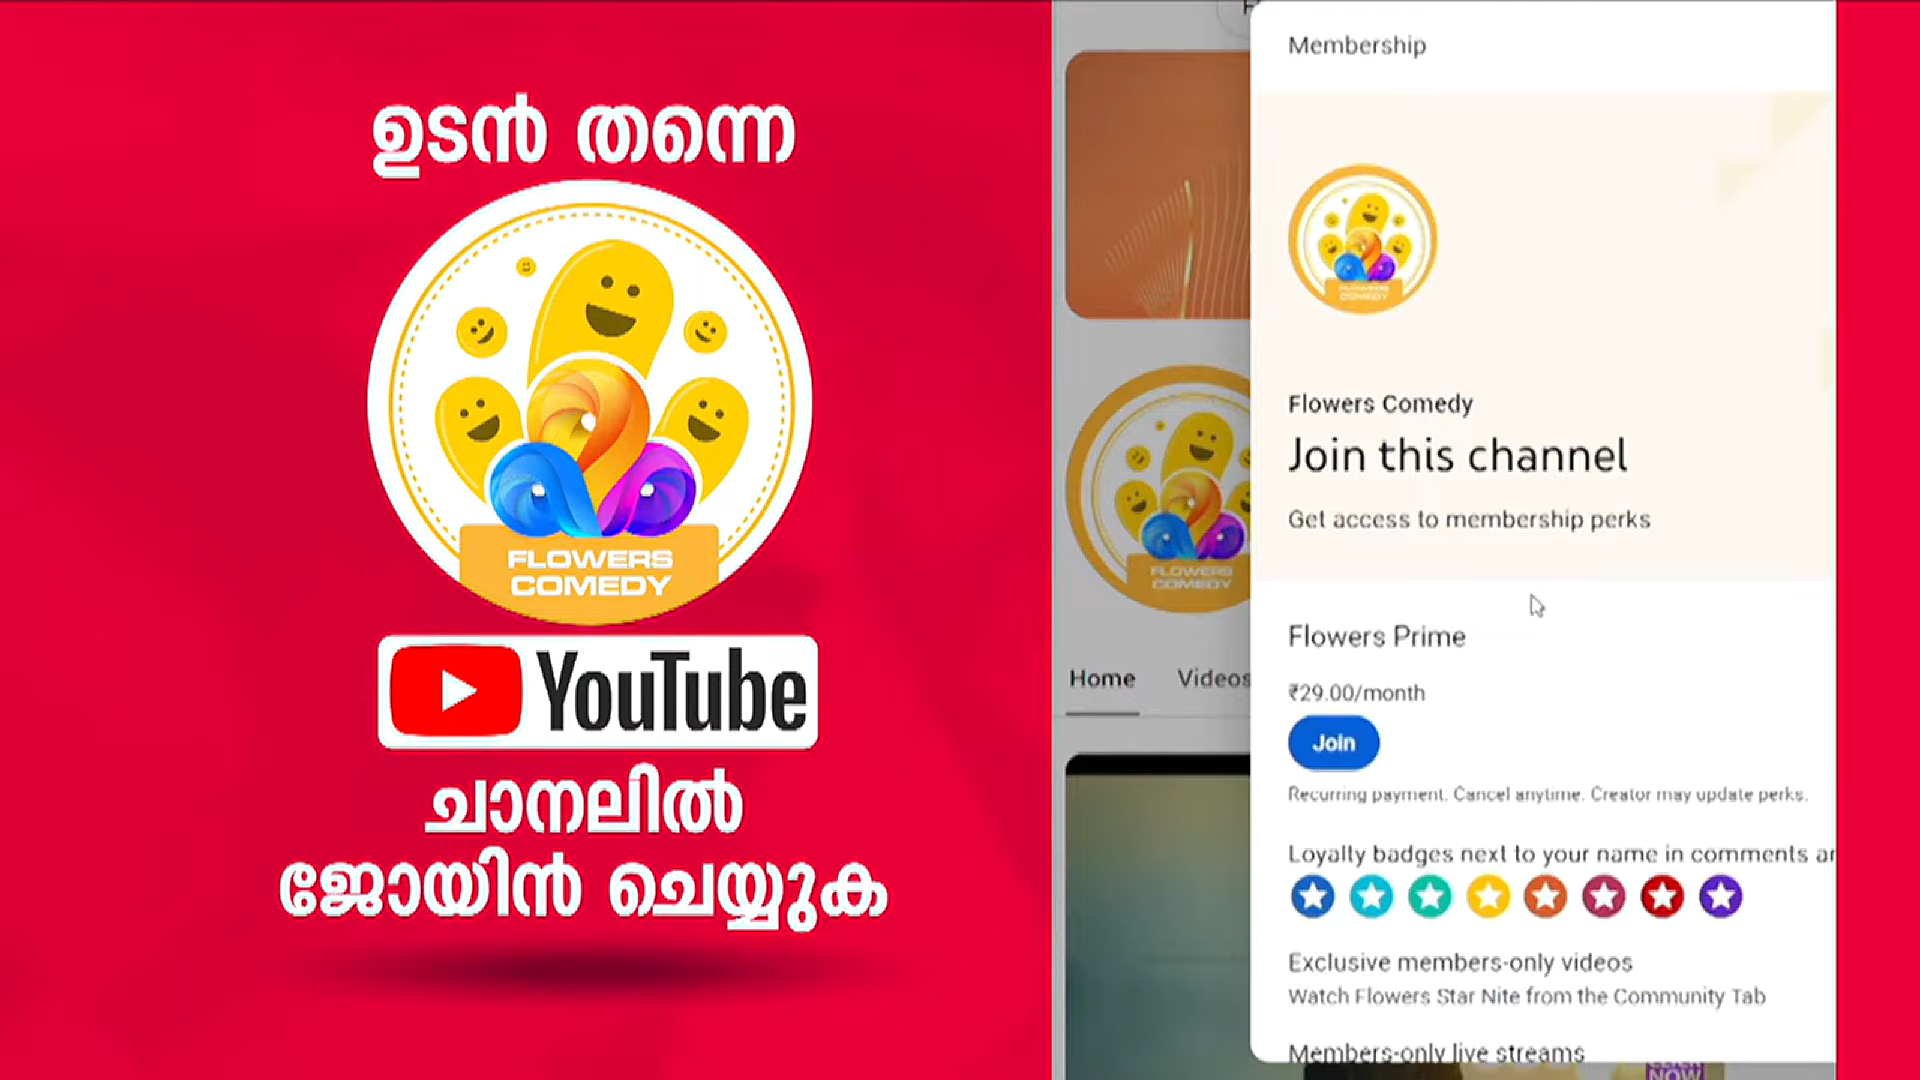 ഉടൻ തന്നെ
FLOWERS
COMEDY
YouTube
ചാനലിൽ
ജോയിൻ ചെയ്യുക
Membership
FLOWERS
COMEDY
Flowers Comedy
Join this channel
Get access to membership perks
FLOWERS
COMEDY
Home Videos
Flowers Prime
₹29.00/month
Join
Recurring payment. Cancel anytime. Creator may update perks.
Loyalty badges next to your name in comments
Exclusive members-only videos
Watch Flowers Star Nite from the Community Tab
Members-only live streams
NOW